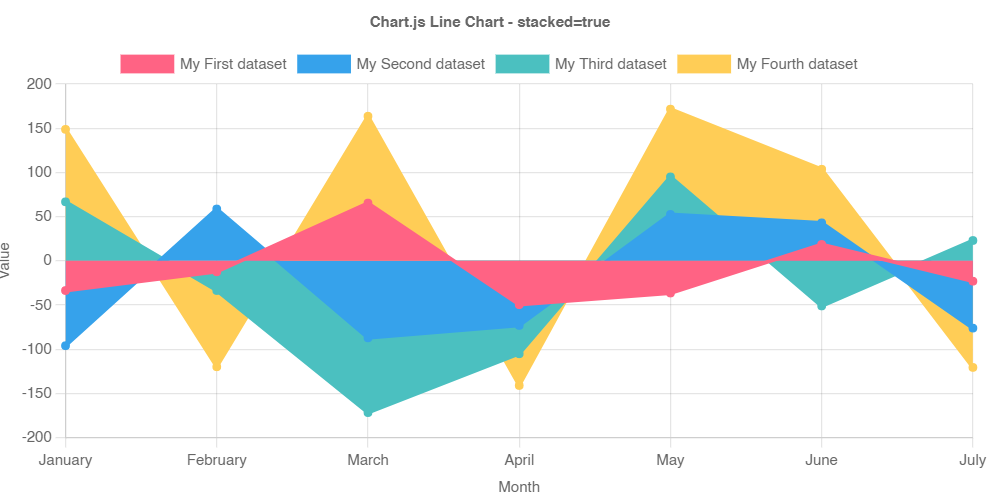 Chart.js Line Chart - stacked=true
My First dataset My Second dataset My Third dataset My Fourth dataset
200
150
100
50
0
-50
-100
-150
-200
Value
January February March April May June July
Month